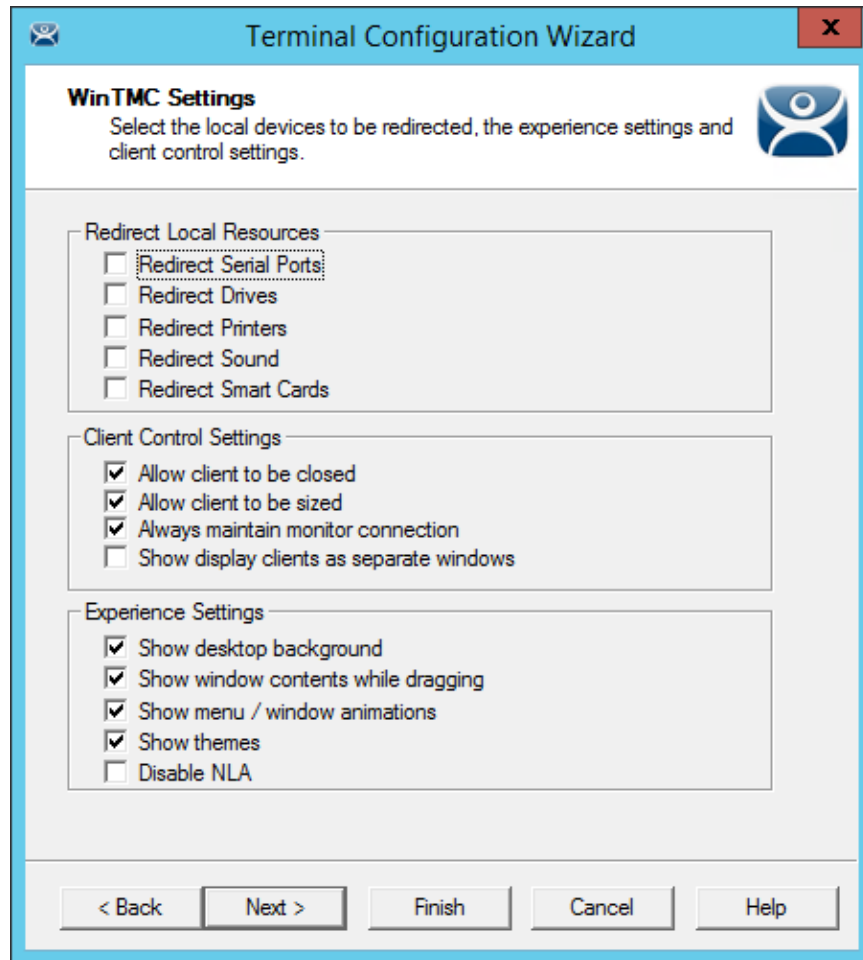 Terminal Configuration Wizard
x
WinTMC Settings
Select the local devices to be redirected, the experience settings and
client control settings.
Redirect Local Resources
Redirect Serial Ports
Redirect Drives
Redirect Printers
Redirect Sound
Redirect Smart Cards
Client Control Settings
Allow client to be closed
Allow client to be sized
Always maintain monitor connection
Show display clients as separate windows
Experience Settings
Show desktop background
Show window contents while dragging
Show menu / window animations
Show themes
Disable NLA
< Back Next > Finish Cancel Help